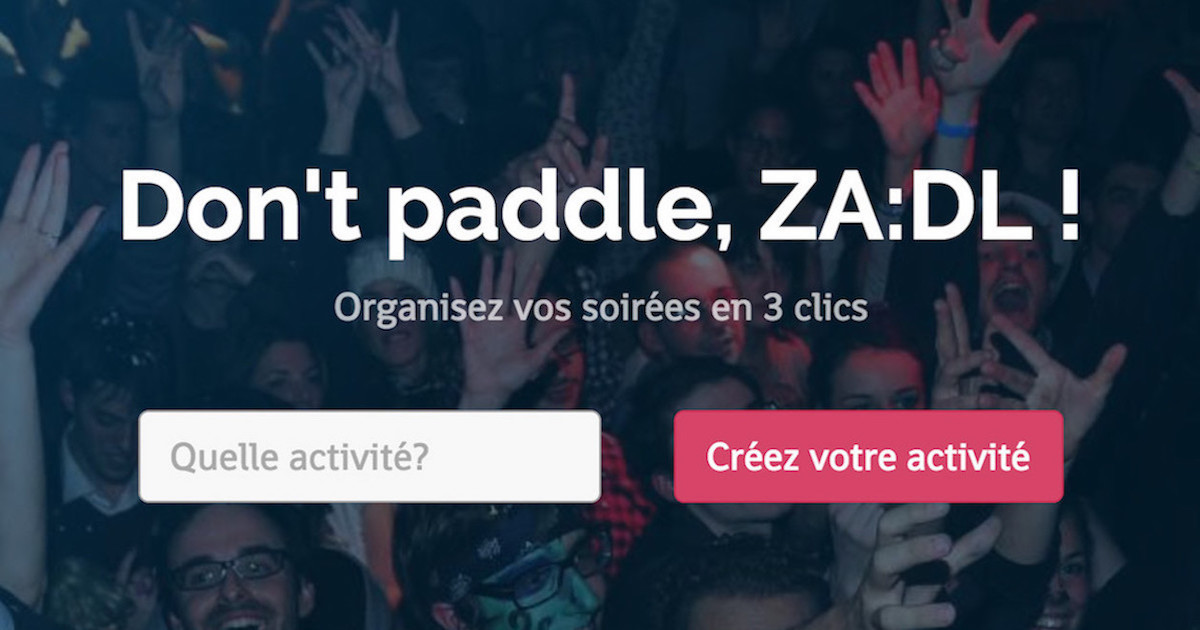 Don't paddle, ZA:DL !
Organisez vos soirées en 3 clics
Quelle activité?
Créez votre activité